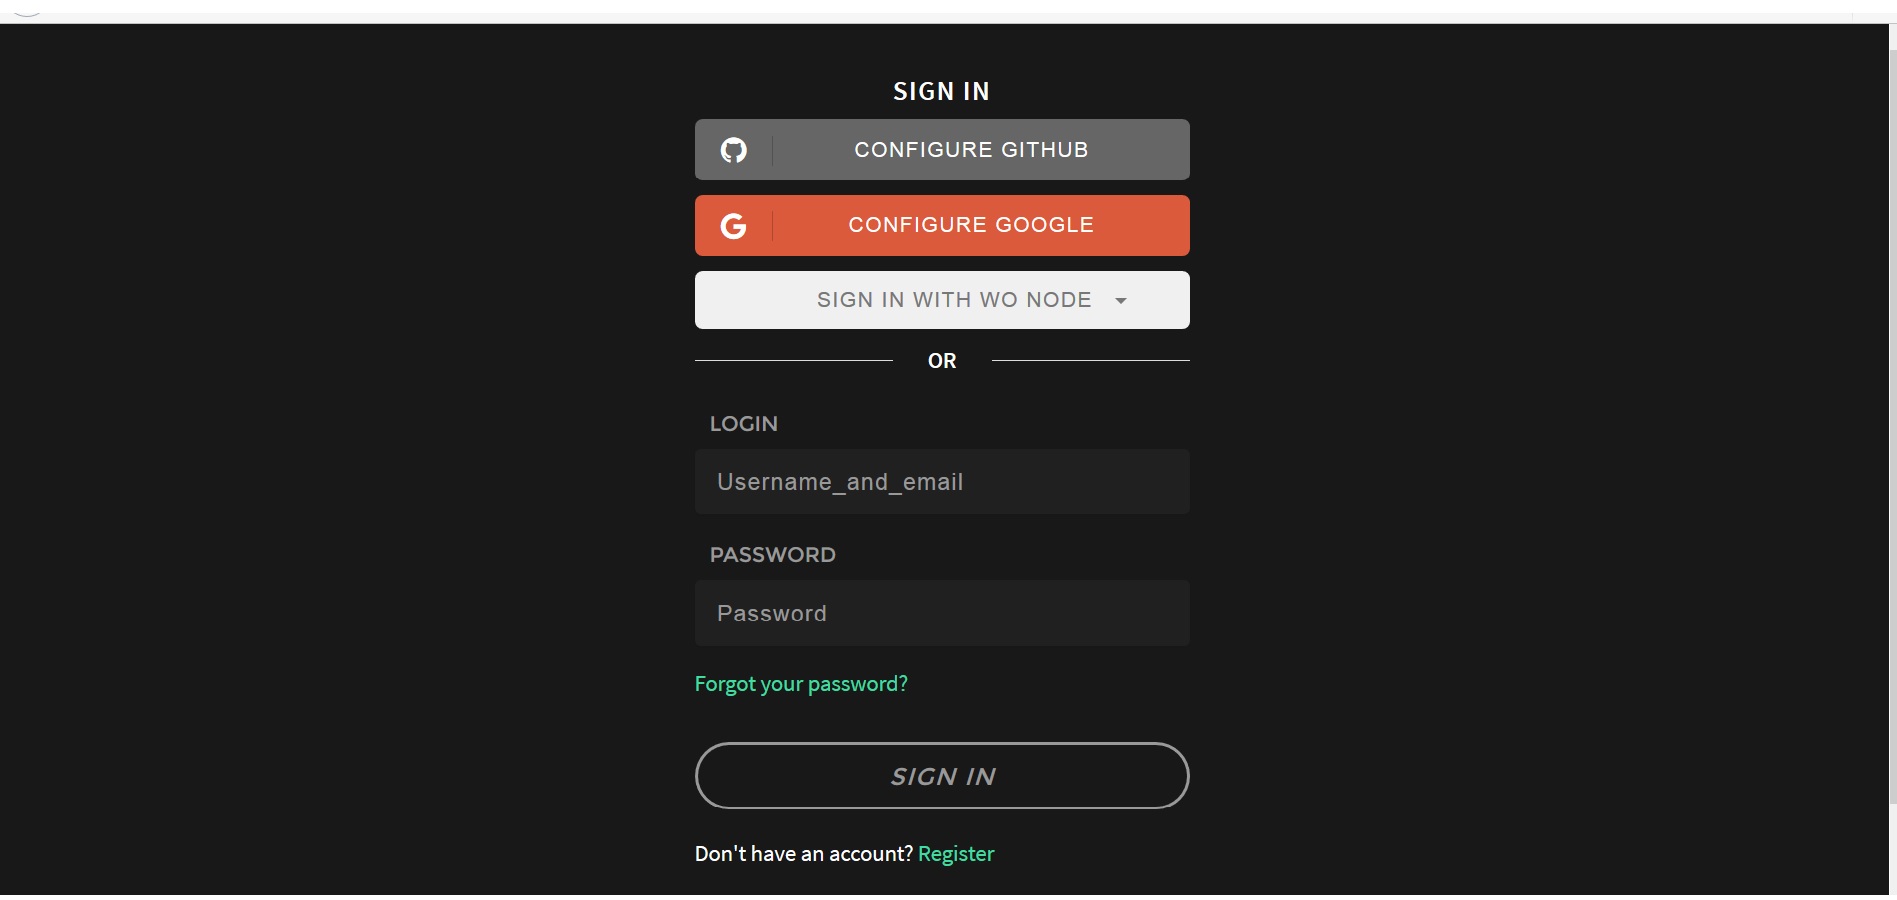 SIGN IN
CONFIGURE GITHUB
CONFIGURE GOOGLE
SIGN IN WITH WO NODE
OR
LOGIN
Username_and_email
PASSWORD
Password
Forgot your password?
SIGN IN
Don't have an account? Register